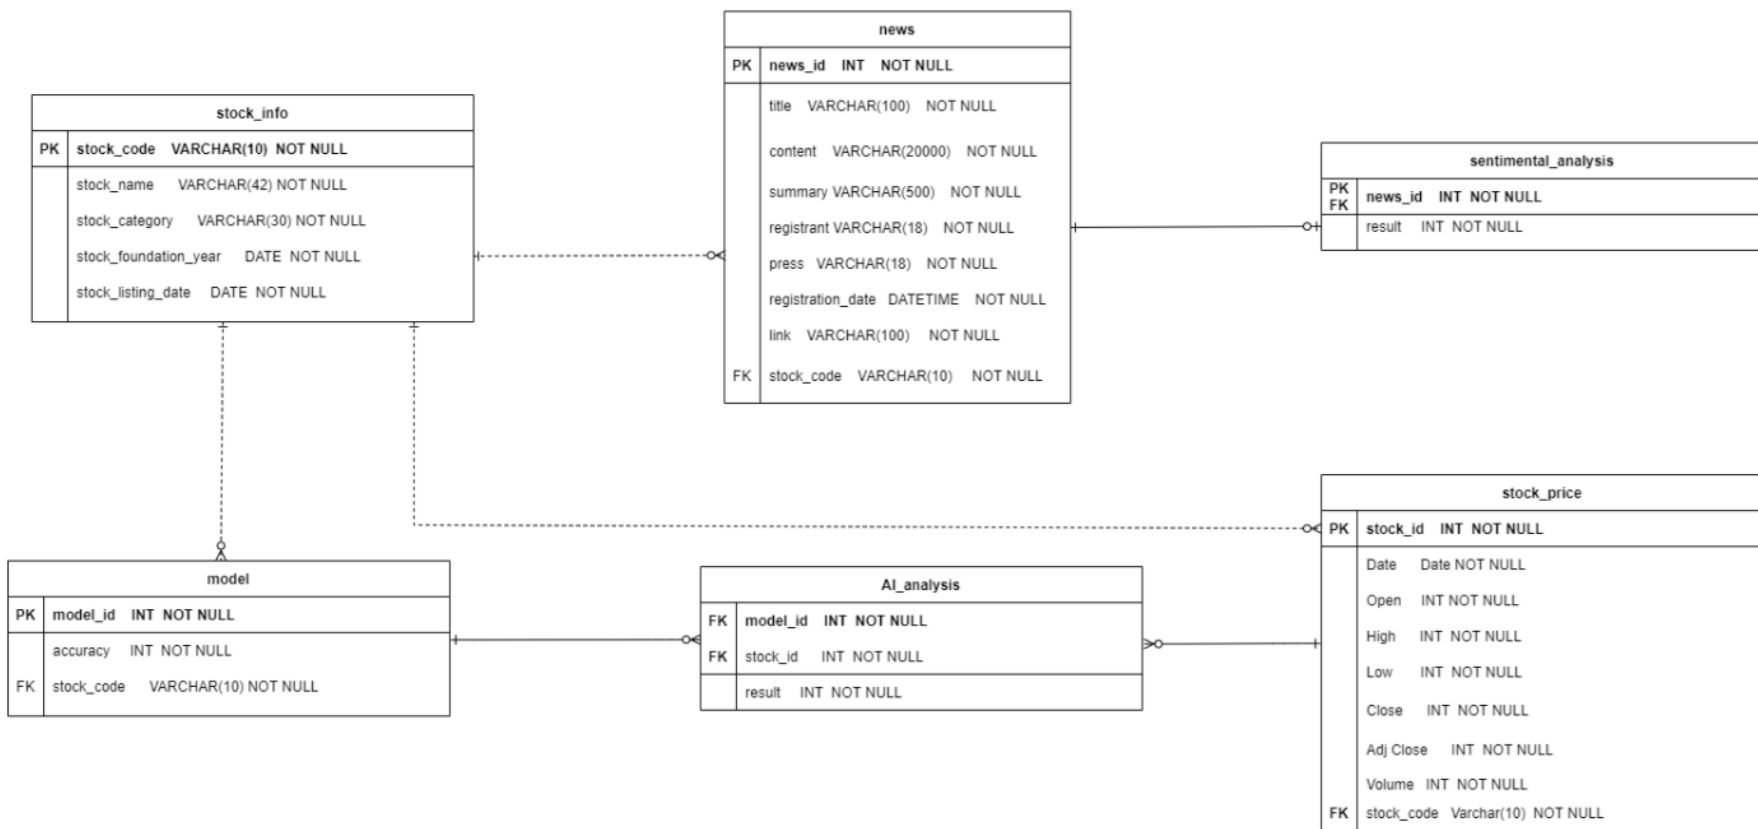 news
PK news_id INT NOT NULL
title VARCHAR(100) NOT NULL
content VARCHAR(20000) NOT NULL
summary VARCHAR(500) NOT NULL
registrant VARCHAR(18) NOT NULL
press VARCHAR(18) NOT NULL
registration_date DATETIME NOT NULL
link VARCHAR(100) NOT NULL
FK stock_code VARCHAR(10) NOT NULL
stock_info
PK stock_code VARCHAR(10) NOT NULL
stock_name VARCHAR(42) NOT NULL
stock_category VARCHAR(30) NOT NULL
stock_foundation_year DATE NOT NULL
stock_listing_date DATE NOT NULL
sentimental_analysis
PK
FK news_id INT NOT NULL
result INT NOT NULL
stock_price
PK stock_id INT NOT NULL
Date Date NOT NULL
Open INT NOT NULL
High INT NOT NULL
Low INT NOT NULL
Close INT NOT NULL
Adj Close INT NOT NULL
Volume INT NOT NULL
FK stock_code Varchar(10) NOT NULL
model
PK model_id INT NOT NULL
accuracy INT NOT NULL
FK stock_code VARCHAR(10) NOT NULL
AI_analysis
FK model_id INT NOT NULL
FK stock_id INT NOT NULL
result INT NOT NULL